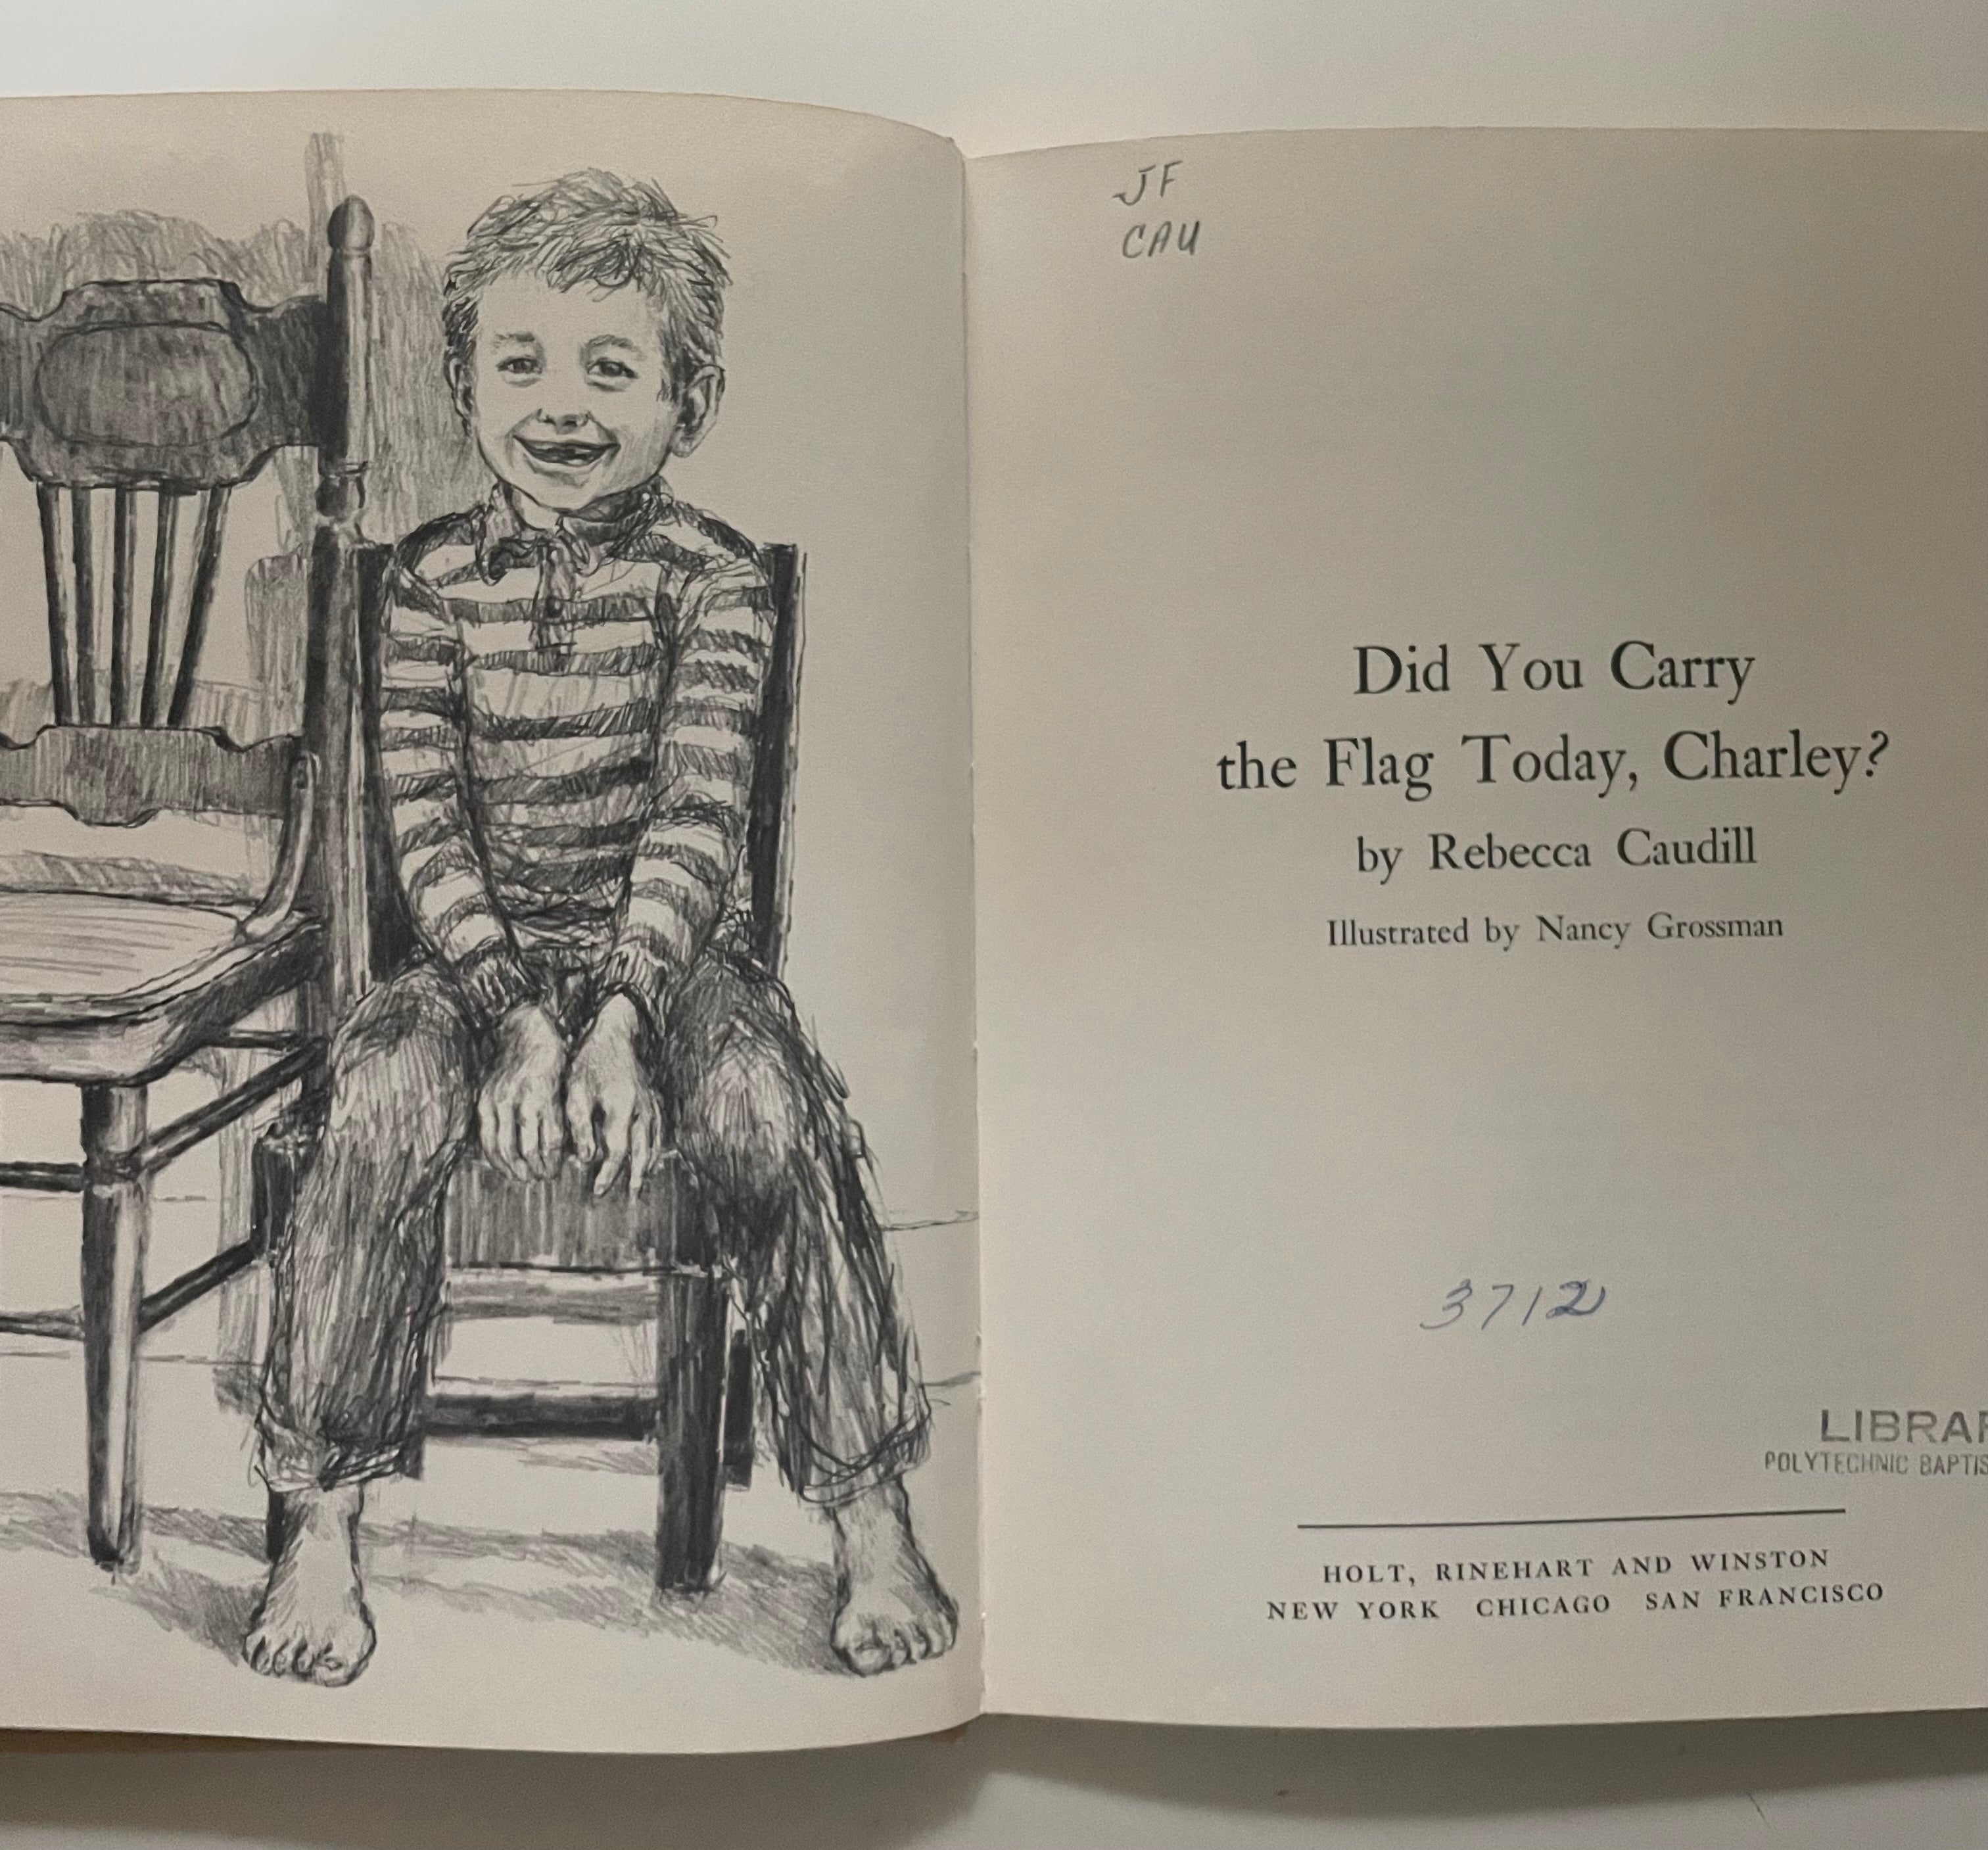 JF
CAU
Did You Carry
the Flag Today, Charley?
by Rebecca Caudill
Illustrated by Nancy Grossman
3712
LIBRAR
POLYTECHNIC BAPTIS
HOLT, RINEHART AND WINSTON
NEW YORK CHICAGO SAN FRANCISCO